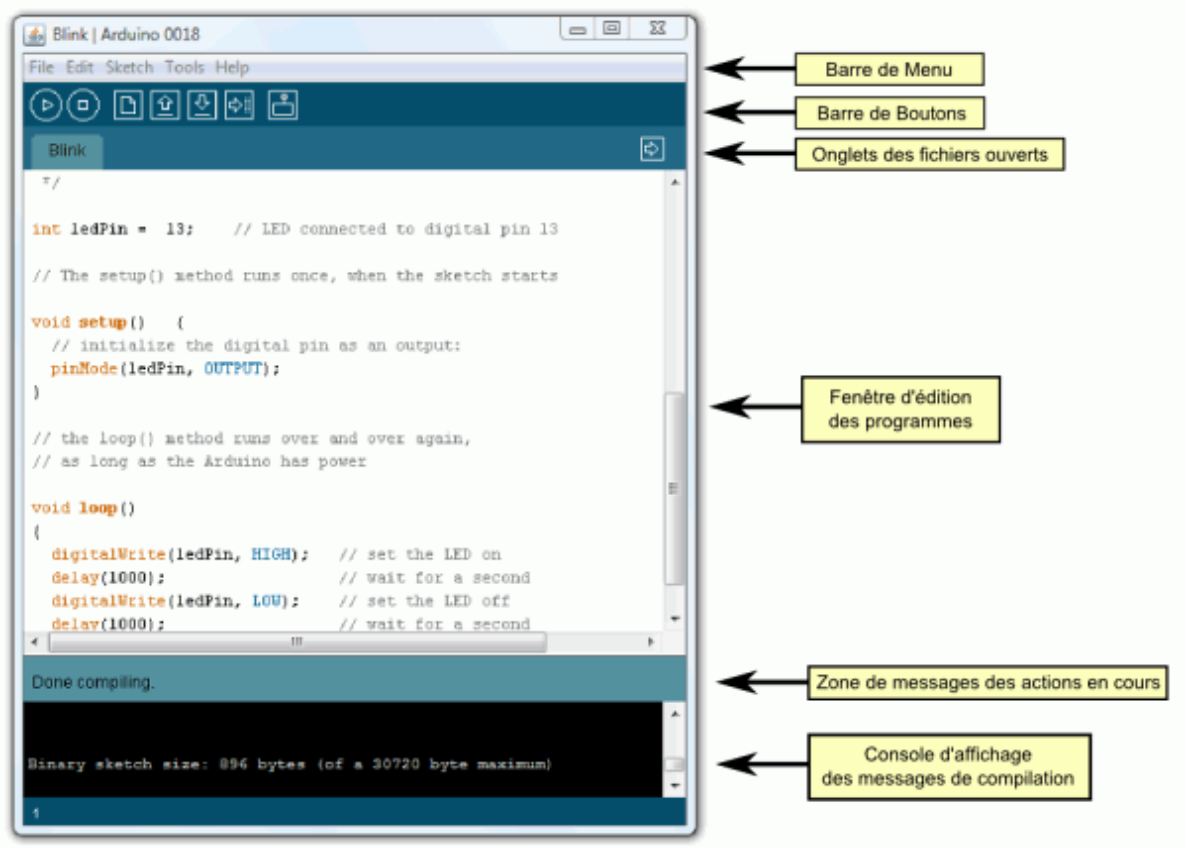 Blink | Arduino 0018
File Edit Sketch Tools Help
Barre de Menu
Barre de Boutons
Blink
Onglets des fichiers ouverts
*/
int ledPin =  13;    // LED connected to digital pin 13
// The setup() method runs once, when the sketch starts
void setup()   {
// initialize the digital pin as an output:
pinMode(ledPin, OUTPUT);
}
Fenêtre d'édition
des programmes
// the loop() method runs over and over again,
// as long as the Arduino has power
void loop()
{
digitalWrite(ledPin, HIGH);   // set the LED on
delay(1000);                  // wait for a second
digitalWrite(ledPin, LOW);    // set the LED off
delay(1000);                  // wait for a second
Done compiling.
Zone de messages des actions en cours
Binary sketch size: 896 bytes (of a 30720 byte maximum)
Console d'affichage
des messages de compilation
1